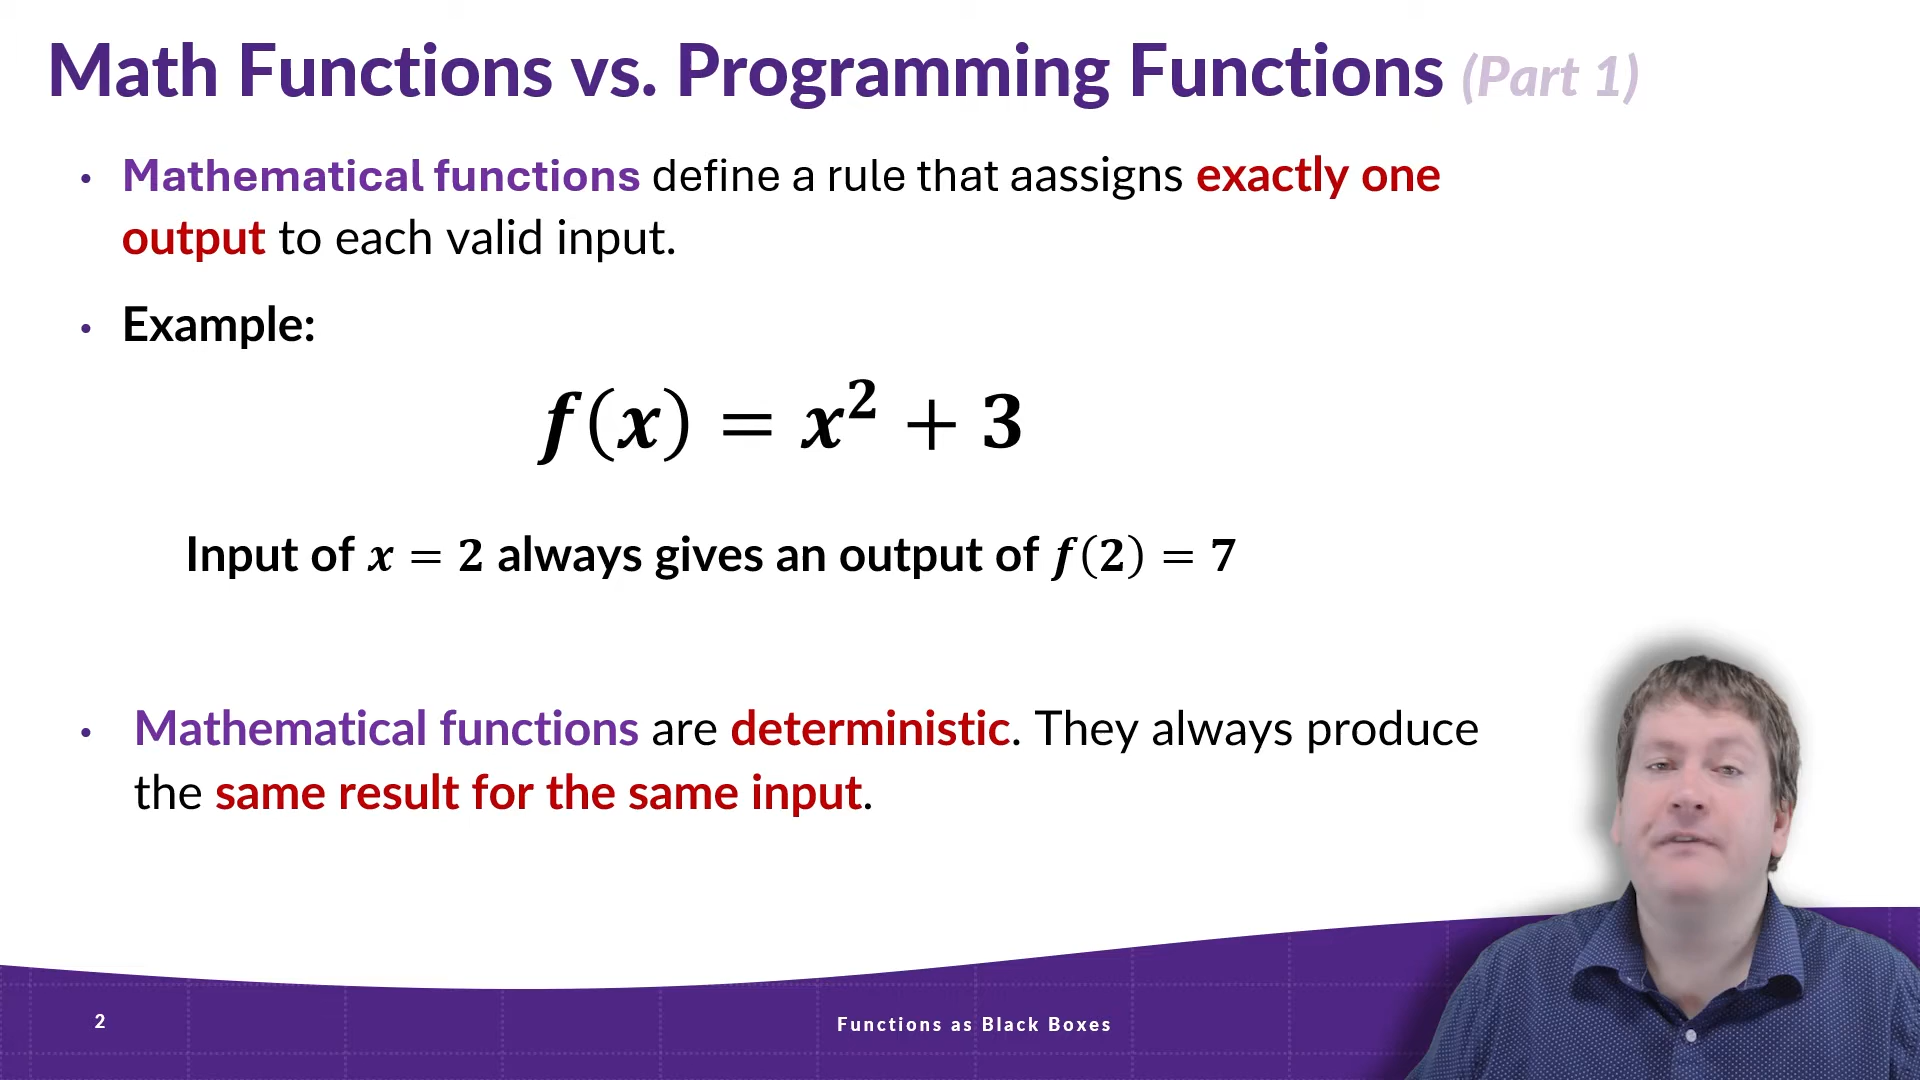 Math Functions vs. Programming Functions (Part 1)
• Mathematical functions define a rule that aassigns exactly one
output to each valid input.
• Example:
f(x) = x² + 3
Input of x = 2 always gives an output of f(2) = 7
• Mathematical functions are deterministic. They always produce
the same result for the same input.
2
Functions as Black Boxes